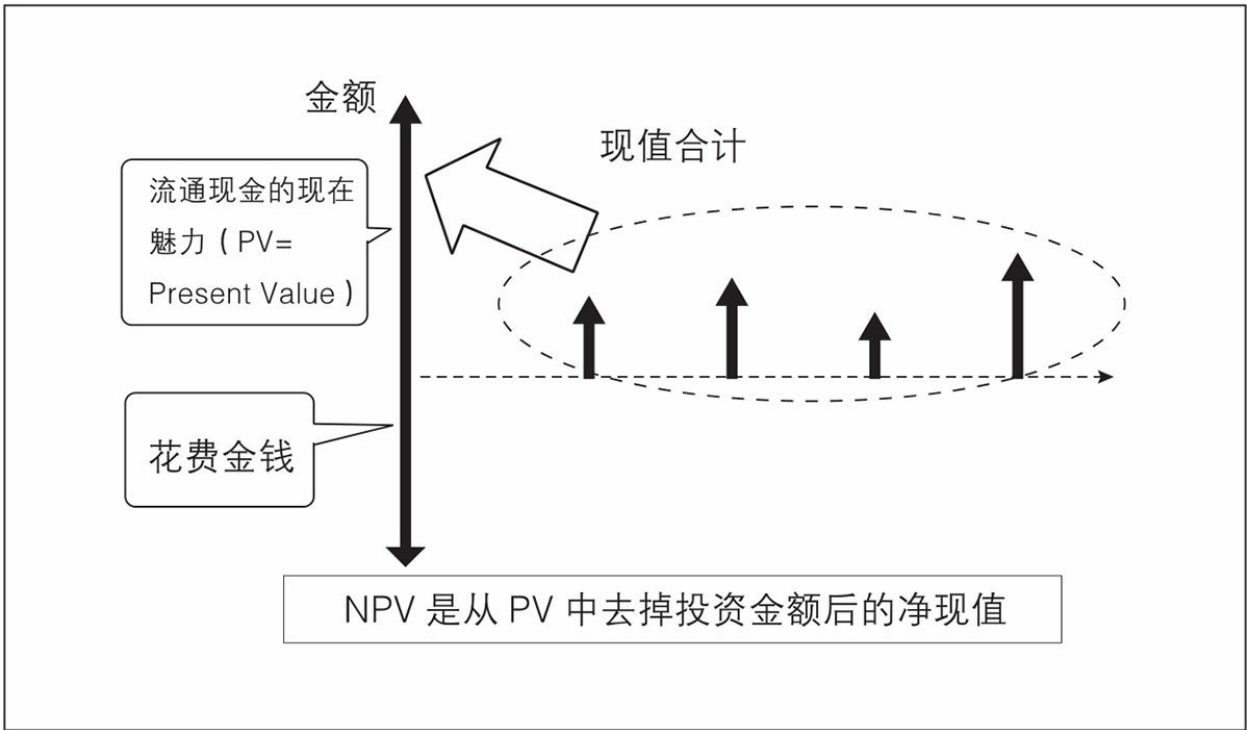 金额
现值合计
流通现金的现在
魅力（PV=
Present Value）
花费金钱
NPV 是从 PV 中去掉投资金额后的净现值